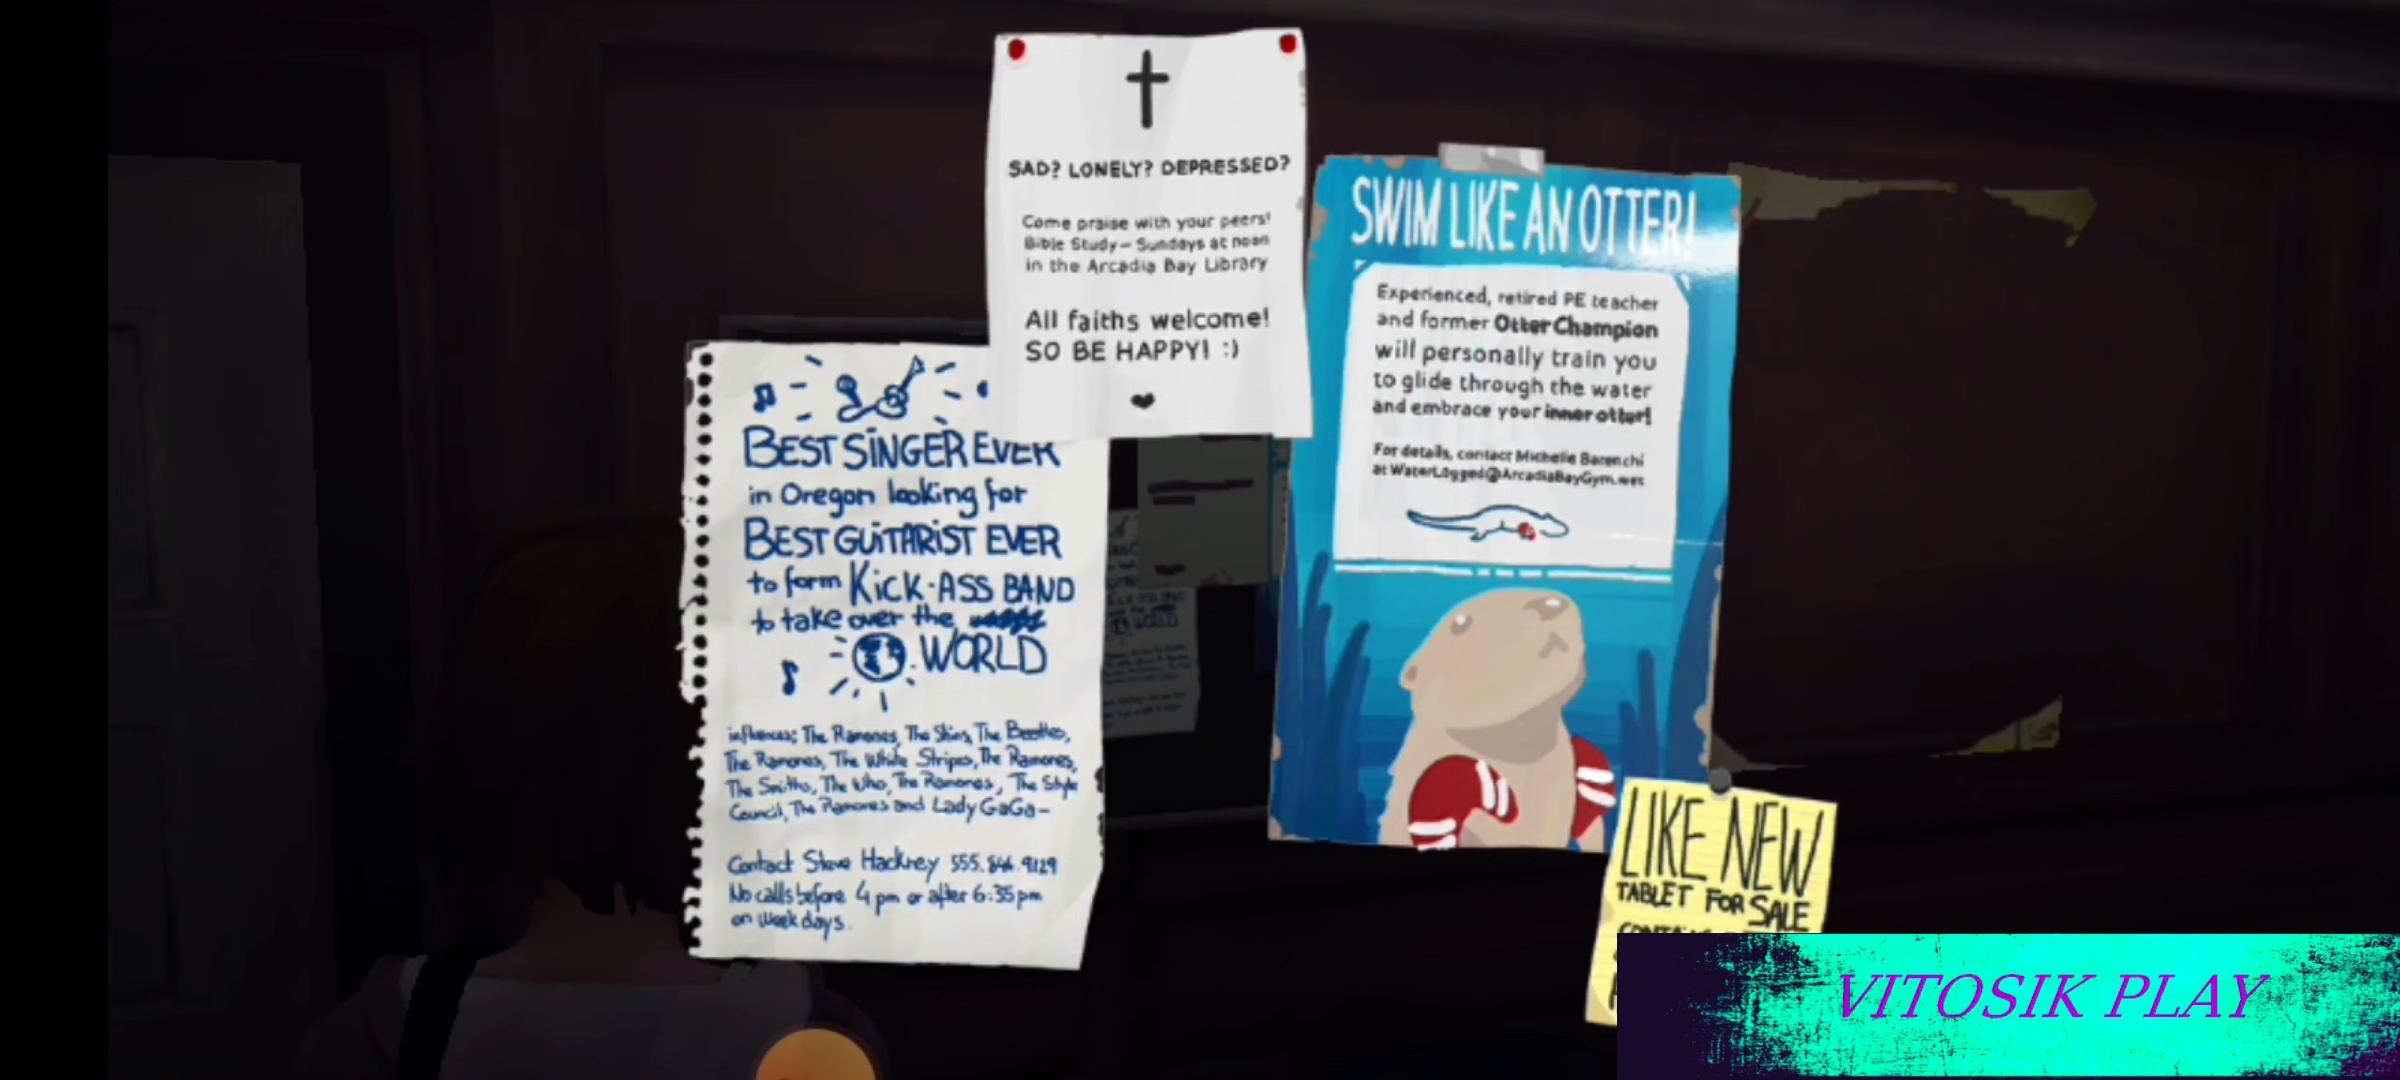 SAD? LONELY? DEPRESSED?
Come praise with your peers!
Bible Study - Sundays at noon
in the Arcadia Bay Library
All faiths welcome!
SO BE HAPPY! :)
SWIM LIKE AN OTTER!
Experienced, retired PE teacher
and former Otter Champion
will personally train you
to glide through the water
and embrace your inner otter!
For details, contact Michelle Barenchi
at WaterLogged@ArcadiaBayGym.net
BEST SINGER EVER
in Oregon looking for
BEST GUITARIST EVER
to form KICK-ASS BAND
to take over the
WORLD
influences: The Ramones, The Shins, The Beatles,
The Ramones, The White Stripes, The Ramones,
The Smiths, The Who, The Ramones, The Style
Council, The Ramones and Lady GaGa-
Contact Steve Hackney 555.846.9129
No calls before 4 pm or after 6:35 pm
on week days.
LIKE NEW
TABLET FOR SALE
VITOSIK PLAY